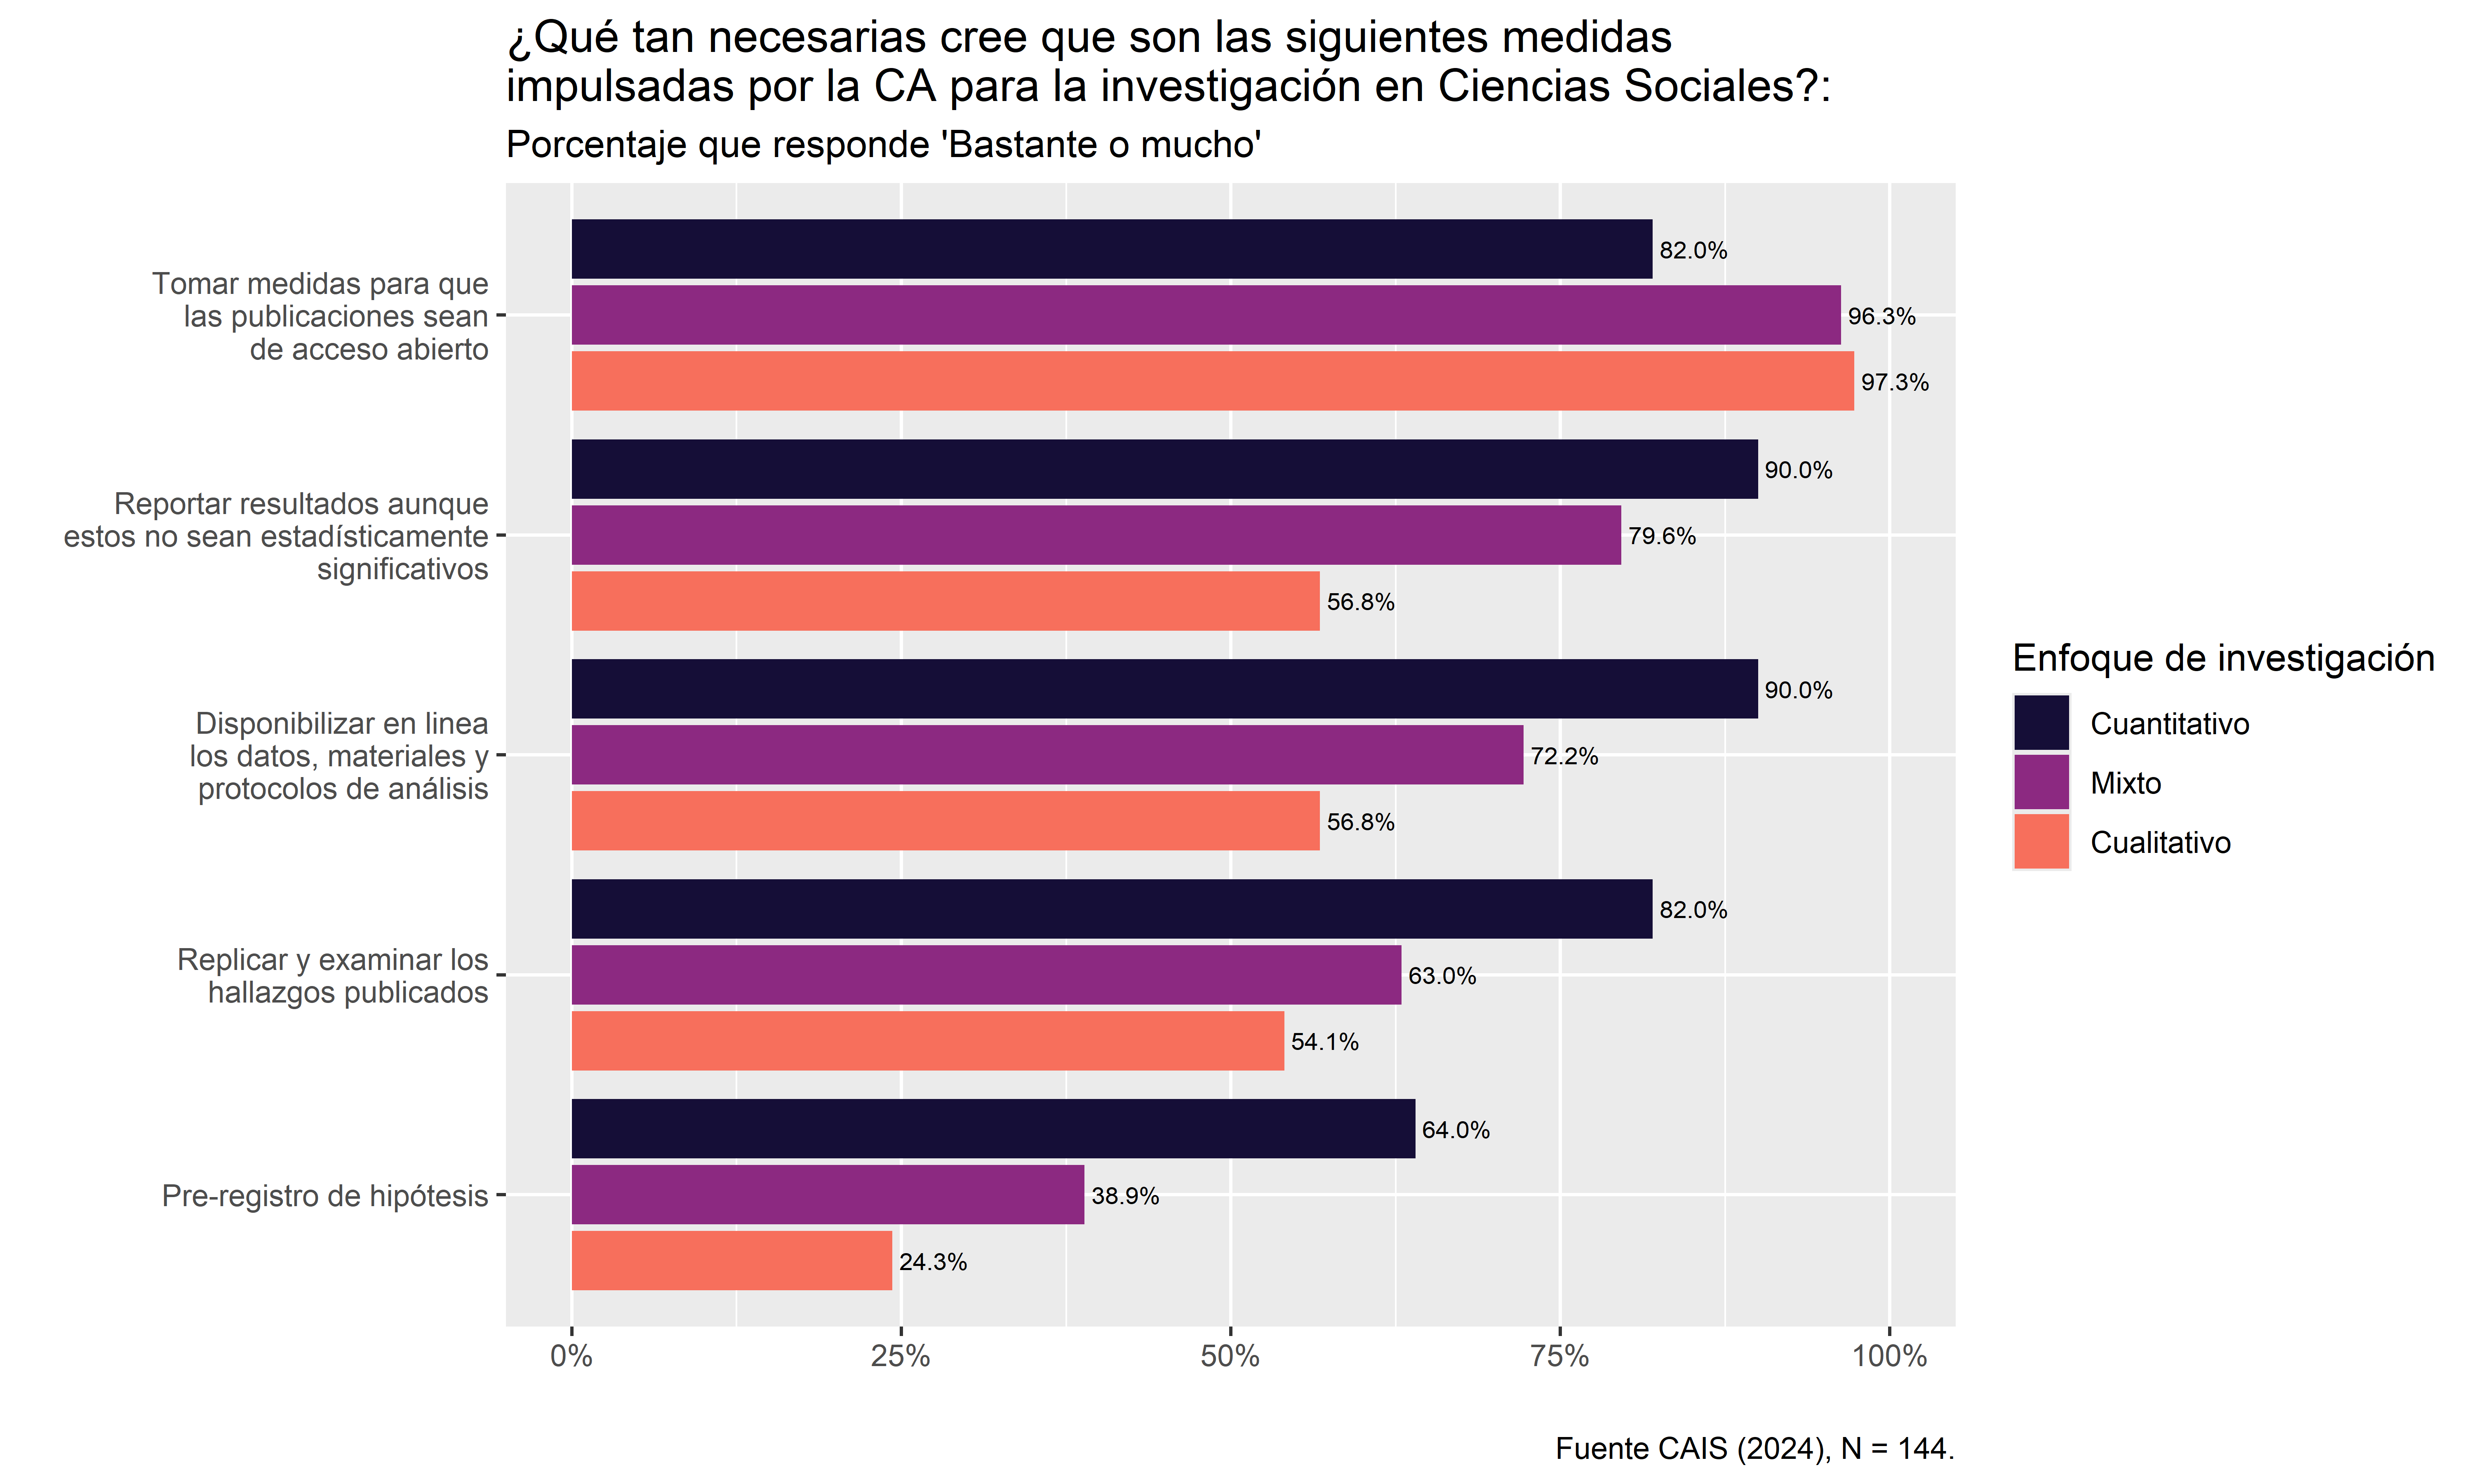 ¿Qué tan necesarias cree que son las siguientes medidas
impulsadas por la CA para la investigación en Ciencias Sociales?:
Porcentaje que responde 'Bastante o mucho'
Tomar medidas para que
las publicaciones sean
de acceso abierto
82.0%
96.3%
97.3%
Reportar resultados aunque
estos no sean estadísticamente
significativos
90.0%
79.6%
56.8%
Disponibilizar en linea
los datos, materiales y
protocolos de análisis
90.0%
72.2%
56.8%
Replicar y examinar los
hallazgos publicados
82.0%
63.0%
54.1%
Pre-registro de hipótesis
64.0%
38.9%
24.3%
0%
25%
50%
75%
100%
Enfoque de investigación
Cuantitativo
Mixto
Cualitativo
Fuente CAIS (2024), N = 144.